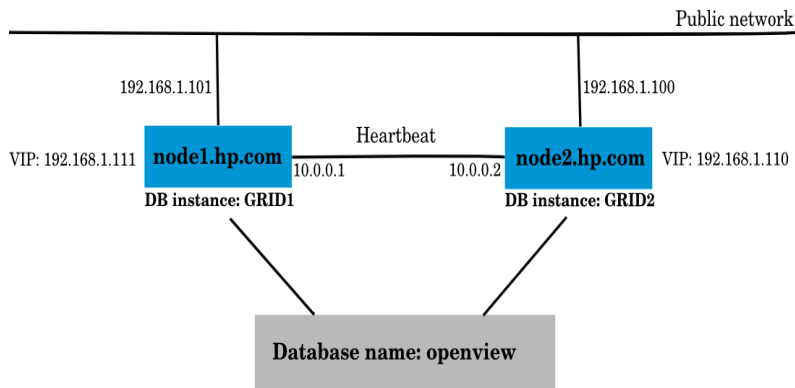 Public network
192.168.1.101
192.168.1.100
Heartbeat
VIP: 192.168.1.111
node1.hp.com
10.0.0.1
10.0.0.2
node2.hp.com
VIP: 192.168.1.110
DB instance: GRID1
DB instance: GRID2
Database name: openview